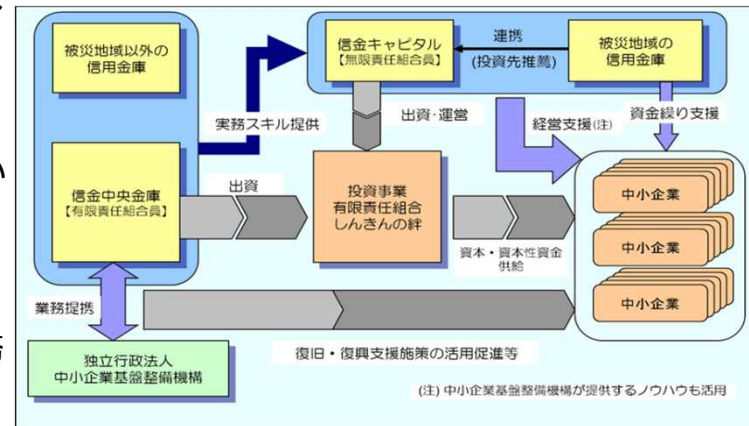 被災地域以外の
信用金庫
信金キャピタル
【無限責任組合員】
連携
(投資先推薦)
被災地域の
信用金庫
実務スキル提供
出資・運営
経営支援(注)
資金繰り支援
信金中央金庫
【有限責任組合員】
出資
投資事業
有限責任組合
しんきんの絆
資本・資本性資金
供給
中小企業
中小企業
中小企業
業務提携
独立行政法人
中小企業基盤整備機構
復旧・復興支援施策の活用促進等
(注) 中小企業基盤整備機構が提供するノウハウも活用